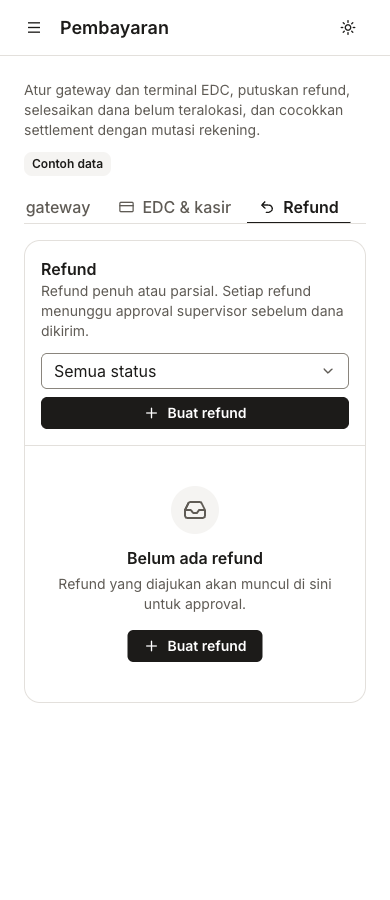 Pembayaran
Atur gateway dan terminal EDC, putuskan refund,
selesaikan dana belum teralokasi, dan cocokkan
settlement dengan mutasi rekening.
Contoh data
gateway EDC & kasir Refund
Refund
Refund penuh atau parsial. Setiap refund
menunggu approval supervisor sebelum dana
dikirim.
Semua status
Buat refund
Belum ada refund
Refund yang diajukan akan muncul di sini
untuk approval.
Buat refund